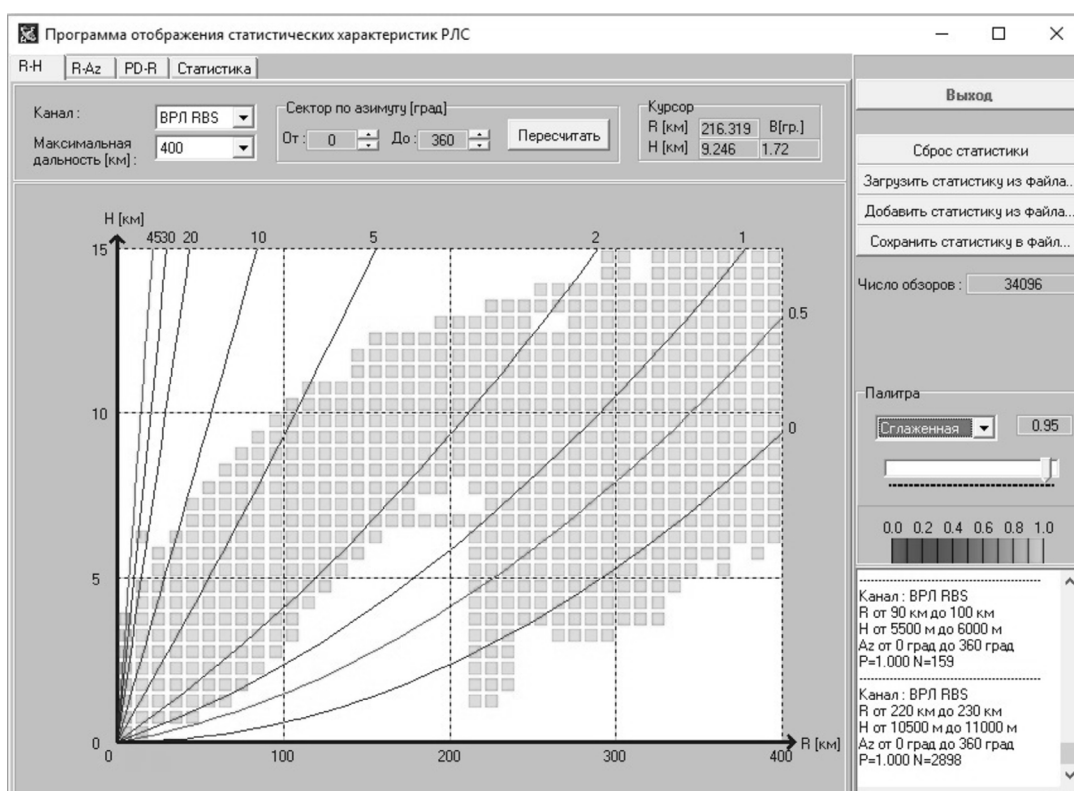 Программа отображения статистических характеристик РЛС
R-H R-Az PD-R Статистика
Канал :
ВРЛ RBS
Максимальная
дальность [км] :
400
Сектор по азимуту [град]
От : 0 До : 360 Пересчитать
Курсор
R [км] 216.319 B[гр.]
H [км] 9.246 1.72
Выход
Сброс статистики
Загрузить статистику из файла...
Добавить статистику из файла...
Сохранить статистику в файл...
Число обзоров : 34096
Палитра
Сглаженная 0.95
0.0 0.2 0.4 0.6 0.8 1.0
H [км]
45 30 20 10 5 2 1
15
0.5
10
0
5
0
0 100 200 300 400
R [км]
Канал : ВРЛ RBS
R от 90 км до 100 км
H от 5500 м до 6000 м
Az от 0 град до 360 град
P=1.000 N=159
Канал : ВРЛ RBS
R от 220 км до 230 км
H от 10500 м до 11000 м
Az от 0 град до 360 град
P=1.000 N=2898